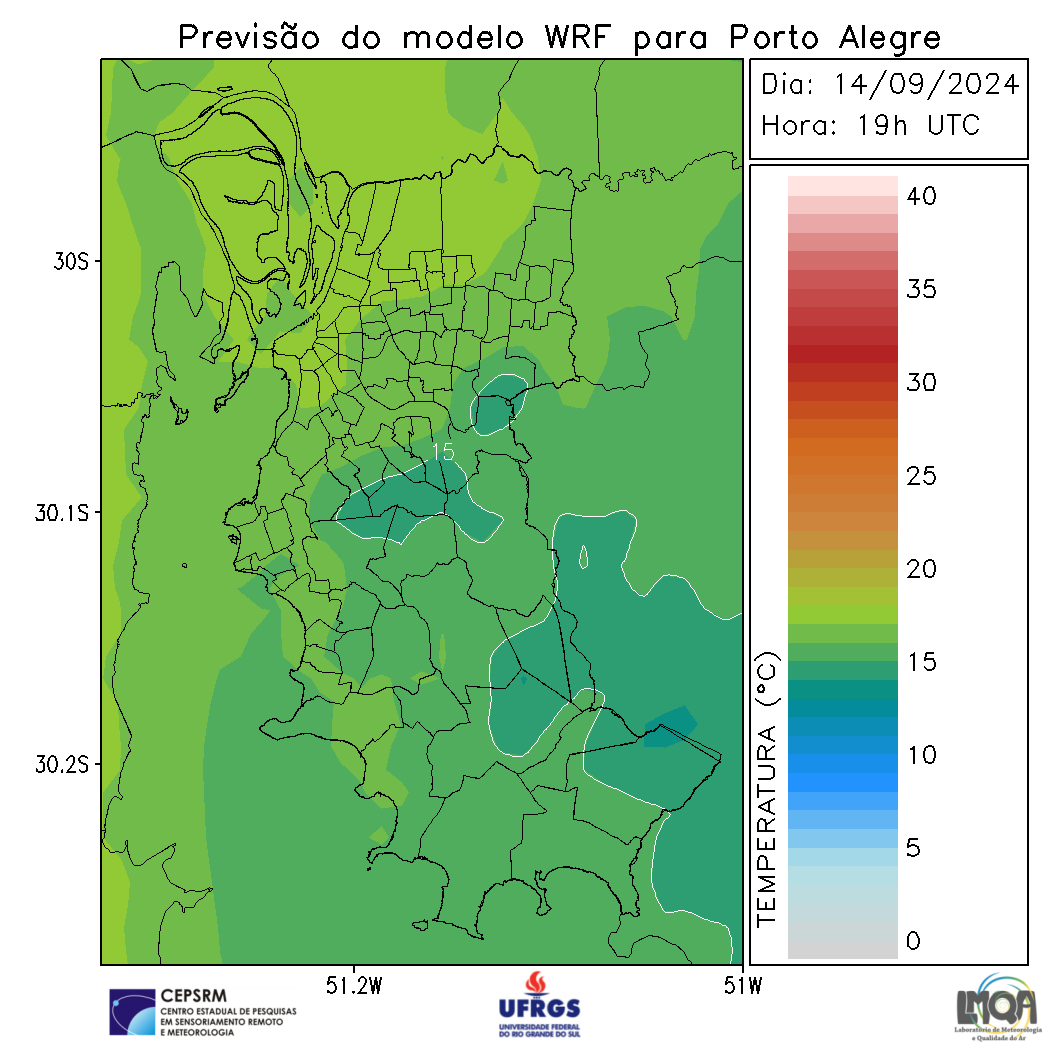 Previsão do modelo WRF para Porto Alegre
Dia: 14/09/2024
Hora: 19h UTC
40
35
30
25
20
15
10
5
0
TEMPERATURA (°C)
30S
30.1S
30.2S
15
51.2W
51W
CEPSRM
CENTRO ESTADUAL DE PESQUISAS
EM SENSORIAMENTO REMOTO
E METEOROLOGIA
UFRGS
UNIVERSIDADE FEDERAL
DO RIO GRANDE DO SUL
LMQA
Laboratório de Meteorologia
e Qualidade do Ar